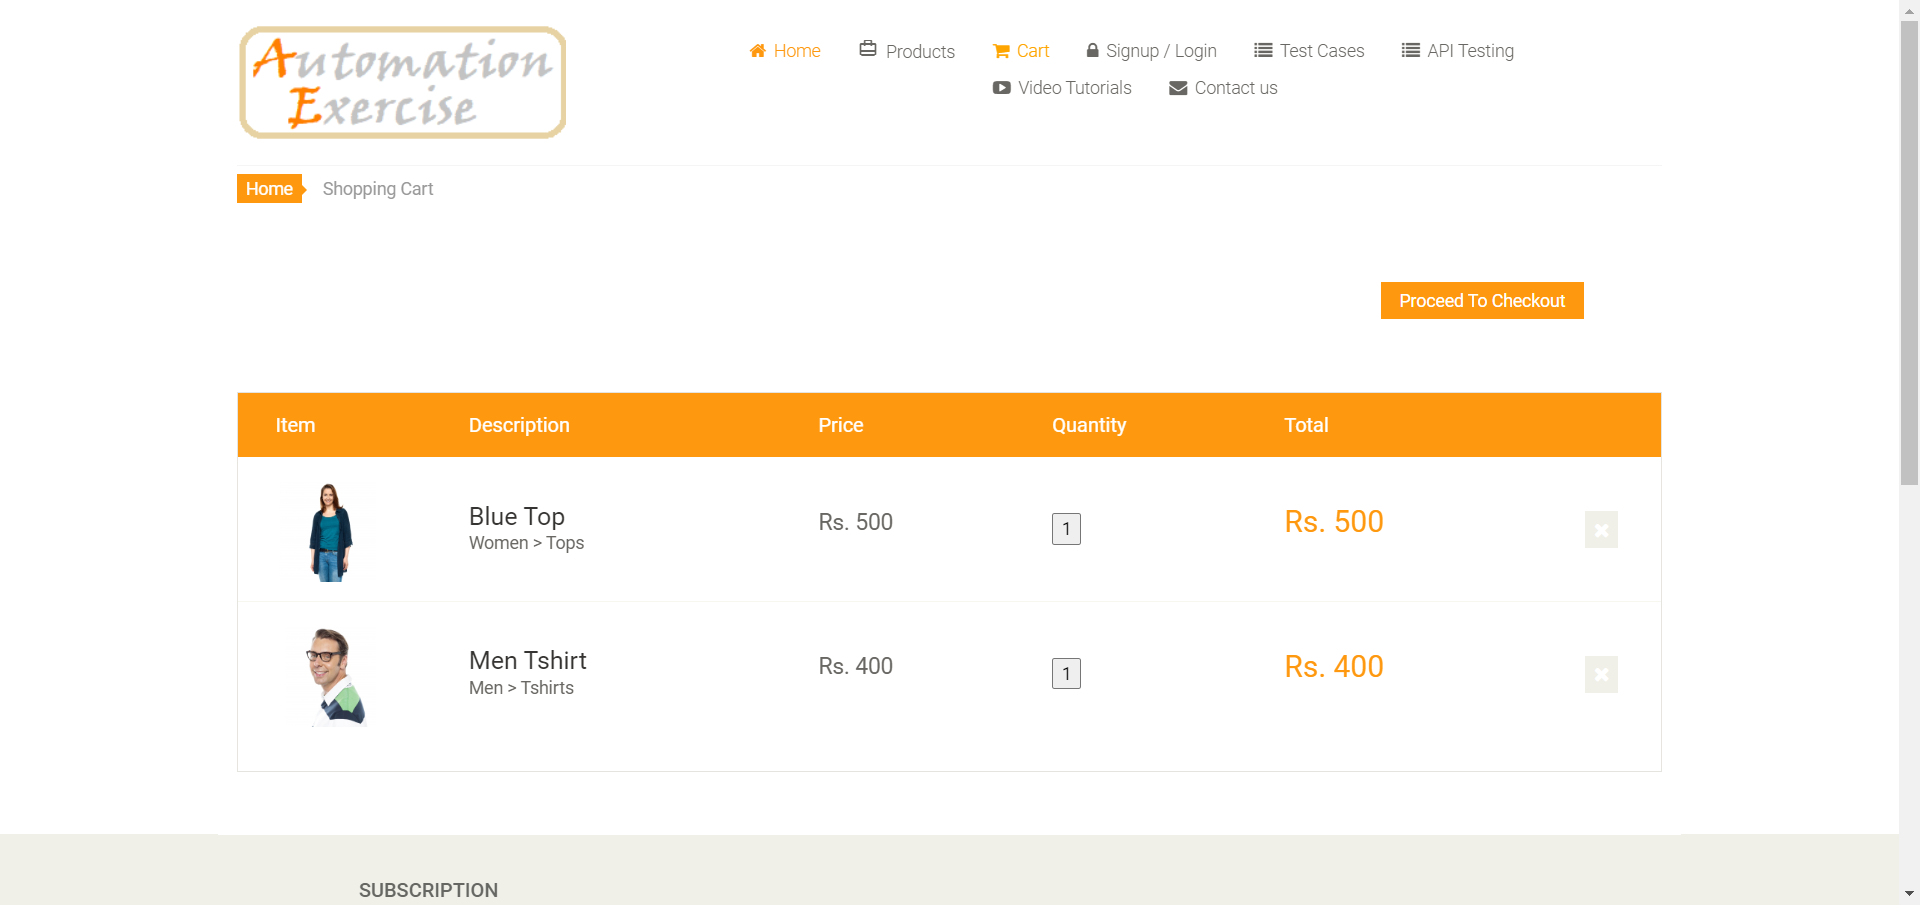 Automation
Exercise
Home Products Cart Signup / Login Test Cases API Testing
Video Tutorials Contact us
Home Shopping Cart
Proceed To Checkout
Item Description Price Quantity Total
Blue Top
Women > Tops
Rs. 500 1 Rs. 500
Men Tshirt
Men > Tshirts
Rs. 400 1 Rs. 400
SUBSCRIPTION